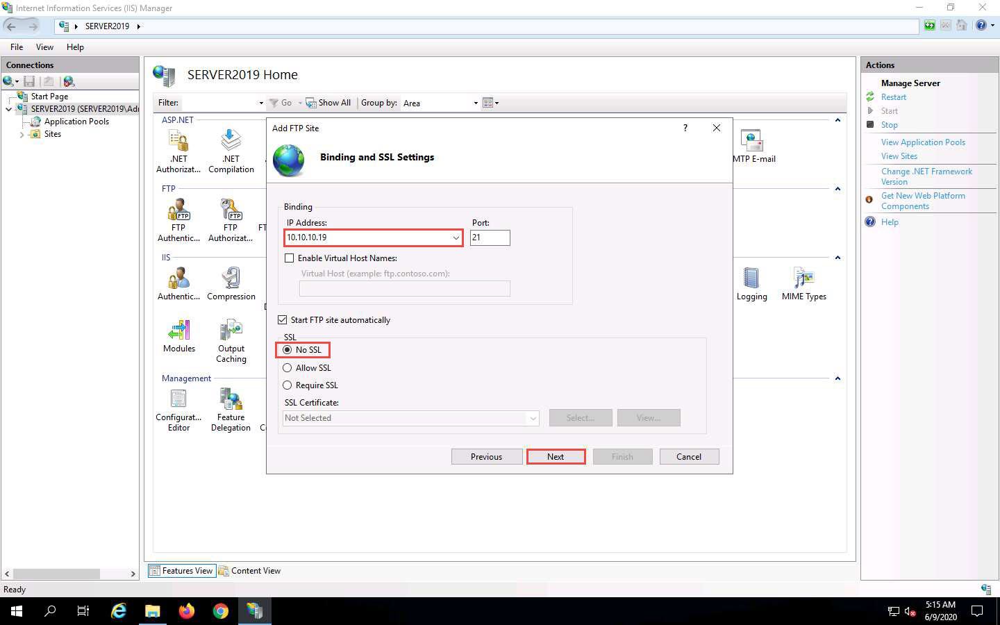 Internet Information Services (IIS) Manager
SERVER2019
File View Help
Connections
Start Page
SERVER2019 (SERVER2019\Adı
Application Pools
Sites
SERVER2019 Home
Filter: Go Show All Group by: Area
ASP.NET
.NET Authorizat...
.NET Compilation
MTP E-mail
FTP
FTP Authentic...
FTP Authorizat...
FT
IIS
Authentic...
Compression
Logging
MIME Types
Modules
Output Caching
Management
Configurat... Editor
Feature Delegation
Add FTP Site
?
Binding and SSL Settings
Binding
IP Address: Port:
10.10.10.19 21
Enable Virtual Host Names:
Virtual Host (example: ftp.contoso.com):
Start FTP site automatically
SSL
No SSL
Allow SSL
Require SSL
SSL Certificate:
Not Selected Select... View...
Previous Next Finish Cancel
Actions
Manage Server
Restart
Start
Stop
View Application Pools
View Sites
Change .NET Framework
Version
Get New Web Platform
Components
Help
Features View Content View
Ready
5:15 AM
6/9/2020